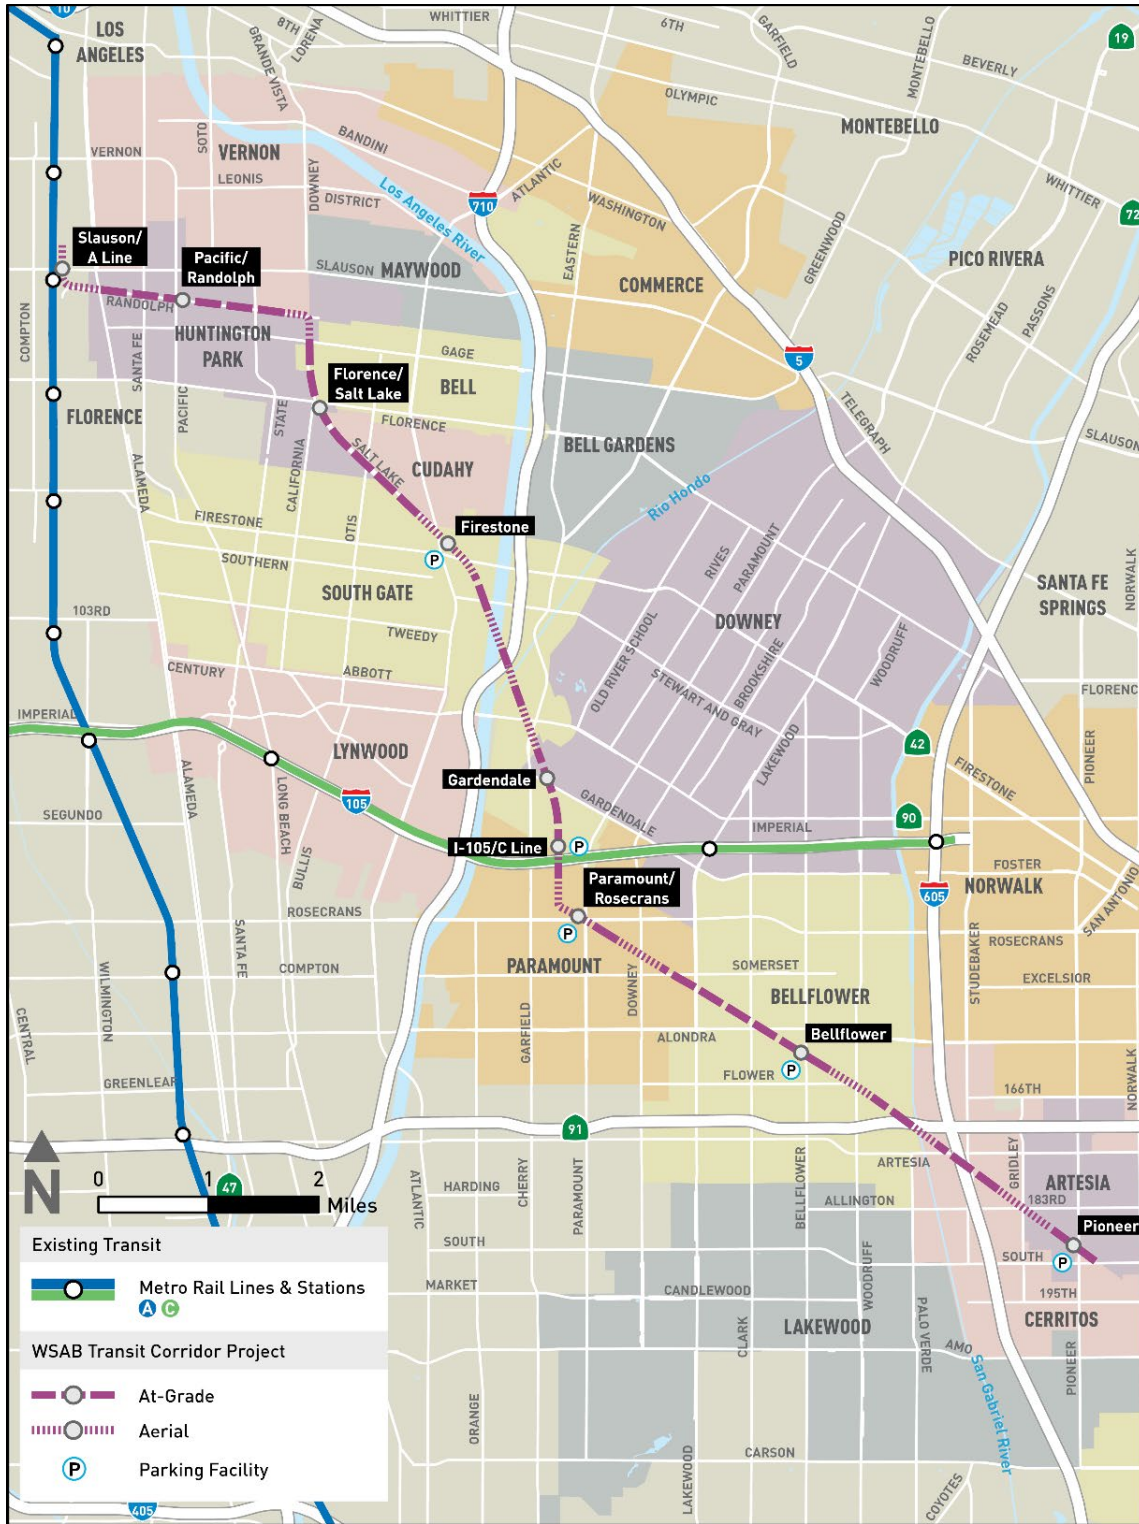 10
LOS
ANGELES
8TH
LORENA
GRANDE VISTA
WHITTIER
6TH
GARFIELD
MONTEBELLO
19
BEVERLY
OLYMPIC
MONTEBELLO
BANDINI
SOTO
VERNON
VERNON
LEONIS
DOWNEY
DISTRICT
Los Angeles River
710
ATLANTIC
WASHINGTON
WHITTIER
72
EASTERN
GREENWOOD
Slauson/
A Line
Pacific/
Randolph
SLAUSON
MAYWOOD
COMMERCE
PICO RIVERA
COMPTON
RANDOLPH
HUNTINGTON
PARK
SANTA FE
PACIFIC
GAGE
BELL
5
ROSEMEAD
PASSONS
Florence/
Salt Lake
FLORENCE
STATE
FLORENCE
BELL GARDENS
TELEGRAPH
SLAUSON
ALAMEDA
CALIFORNIA
SALT LAKE
CUDAHY
Rio Hondo
FIRESTONE
OTIS
Firestone
P
SOUTHERN
SOUTH GATE
RIVES
PARAMOUNT
SANTA FE
SPRINGS
NORWALK
103RD
TWEEDY
OLD RIVER SCHOOL
DOWNEY
BROOKSHIRE
WOODRUFF
CENTURY
ABBOTT
STEWART AND GRAY
FLORENC
IMPERIAL
LYNWOOD
42
FIRESTONE
PIONEER
LAKEWOOD
ALAMEDA
LONG BEACH
105
Gardendale
GARDENDALE
IMPERIAL
90
SEGUNDO
BULLIS
I-105/C Line
P
FOSTER
NORWALK
605
SAN ANTONIO
Paramount/
Rosecrans
P
ROSECRANS
SANTA FE
COMPTON
WILMINGTON
CENTRAL
PARAMOUNT
DOWNEY
SOMERSET
BELLFLOWER
STUDEBAKER
ROSECRANS
EXCELSIOR
GARFIELD
ALONDRA
Bellflower
FLOWER
P
GREENLEAF
166TH
NORWALK
91
ARTESIA
GRIDLEY
ARTESIA
183RD
N
0
1
2
Miles
47
ATLANTIC
HARDING
CHERRY
PARAMOUNT
BELLFLOWER
ALLINGTON
WOODRUFF
Pioneer
SOUTH
SOUTH
P
MARKET
CANDLEWOOD
195TH
CERRITOS
LAKEWOOD
CLARK
PALO VERDE
AMO
PIONEER
San Gabriel River
ORANGE
CARSON
LAKEWOOD
COYOTES
Existing Transit
Metro Rail Lines & Stations
A C
WSAB Transit Corridor Project
At-Grade
Aerial
P Parking Facility
405